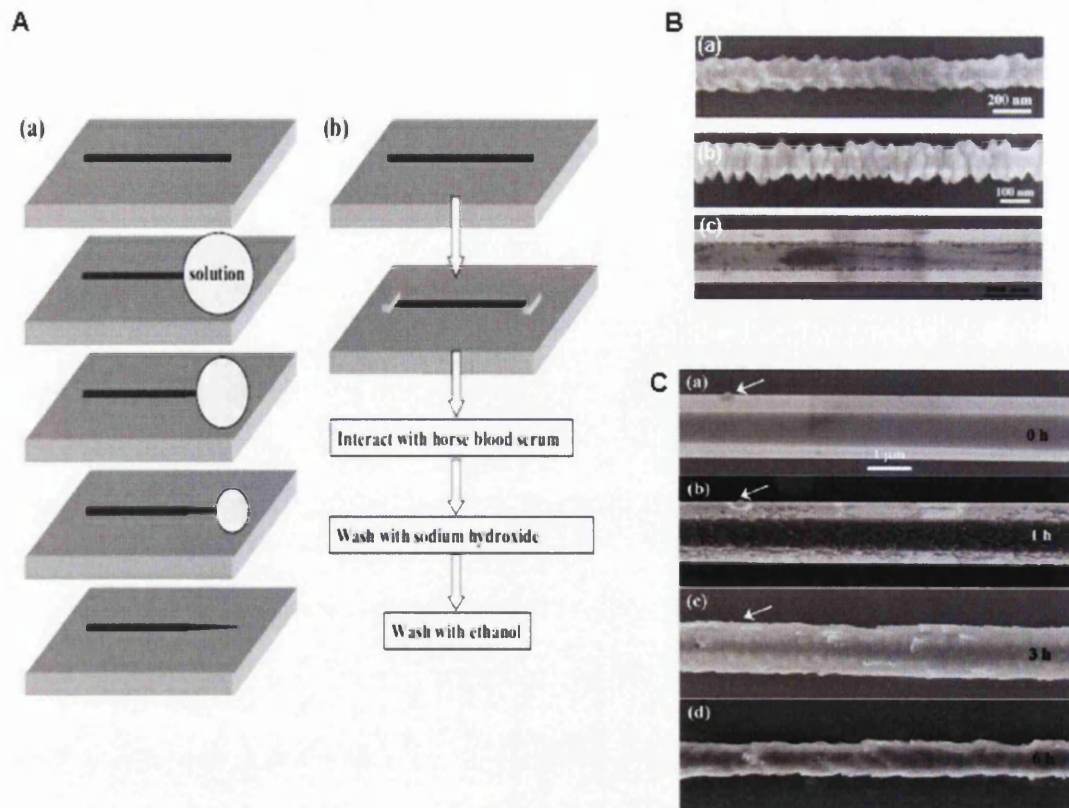 A
(a)
solution
(b)
Interact with horse blood serum
Wash with sodium hydroxide
Wash with ethanol
B
(a)
200 nm
(b)
100 nm
(c)
C
(a)
0 h
1 µm
(b)
1 h
(c)
3 h
(d)
6 h